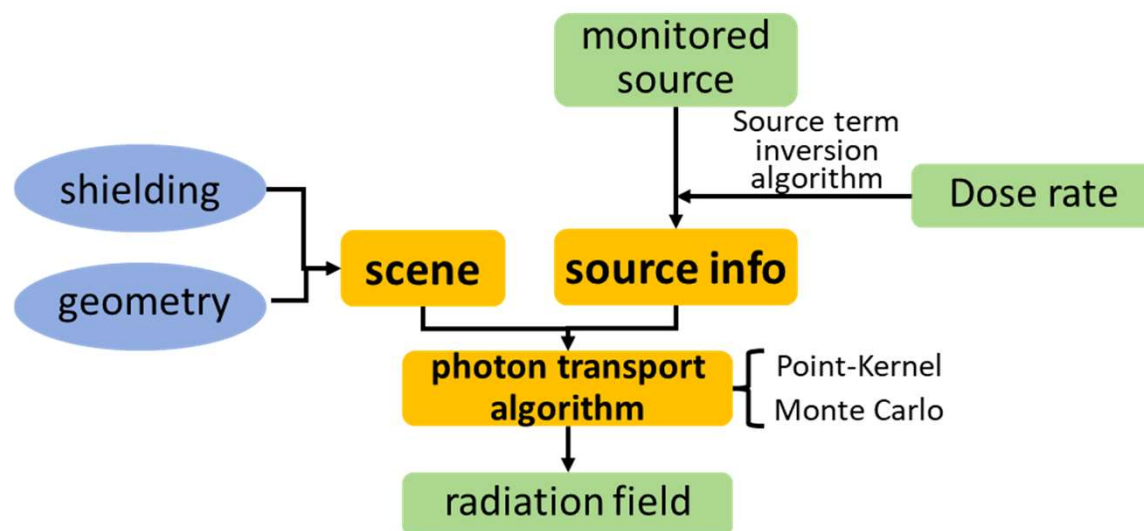 monitored
source
Source term
inversion
algorithm
Dose rate
shielding
geometry
scene
source info
photon transport
algorithm
Point-Kernel
Monte Carlo
radiation field